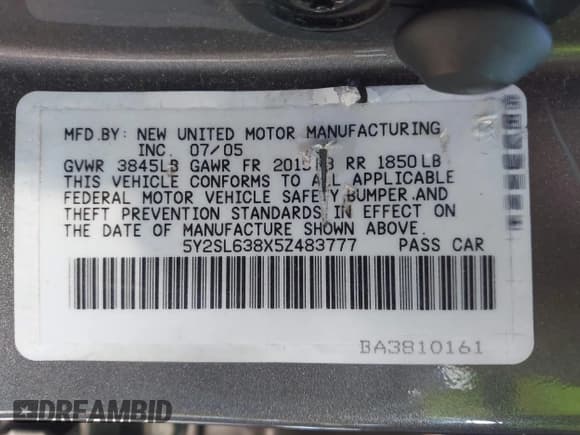 MFD.BY: NEW UNITED MOTOR MANUFACTURING
INC. 07/05
GVWR 3845LB GAWR FR RR 1850LB
THIS VEHICLE CONFORMS TO ALL APPLICABLE
FEDERAL MOTOR VEHICLE SAFETY,BUMPER,AND
THEFT PREVENTION STANDARDS IN EFFECT ON
THE DATE OF MANUFACTURE SHOWN ABOVE.
5Y2SL638X5Z483777 PASS CAR
BA3810161
DREAMBID